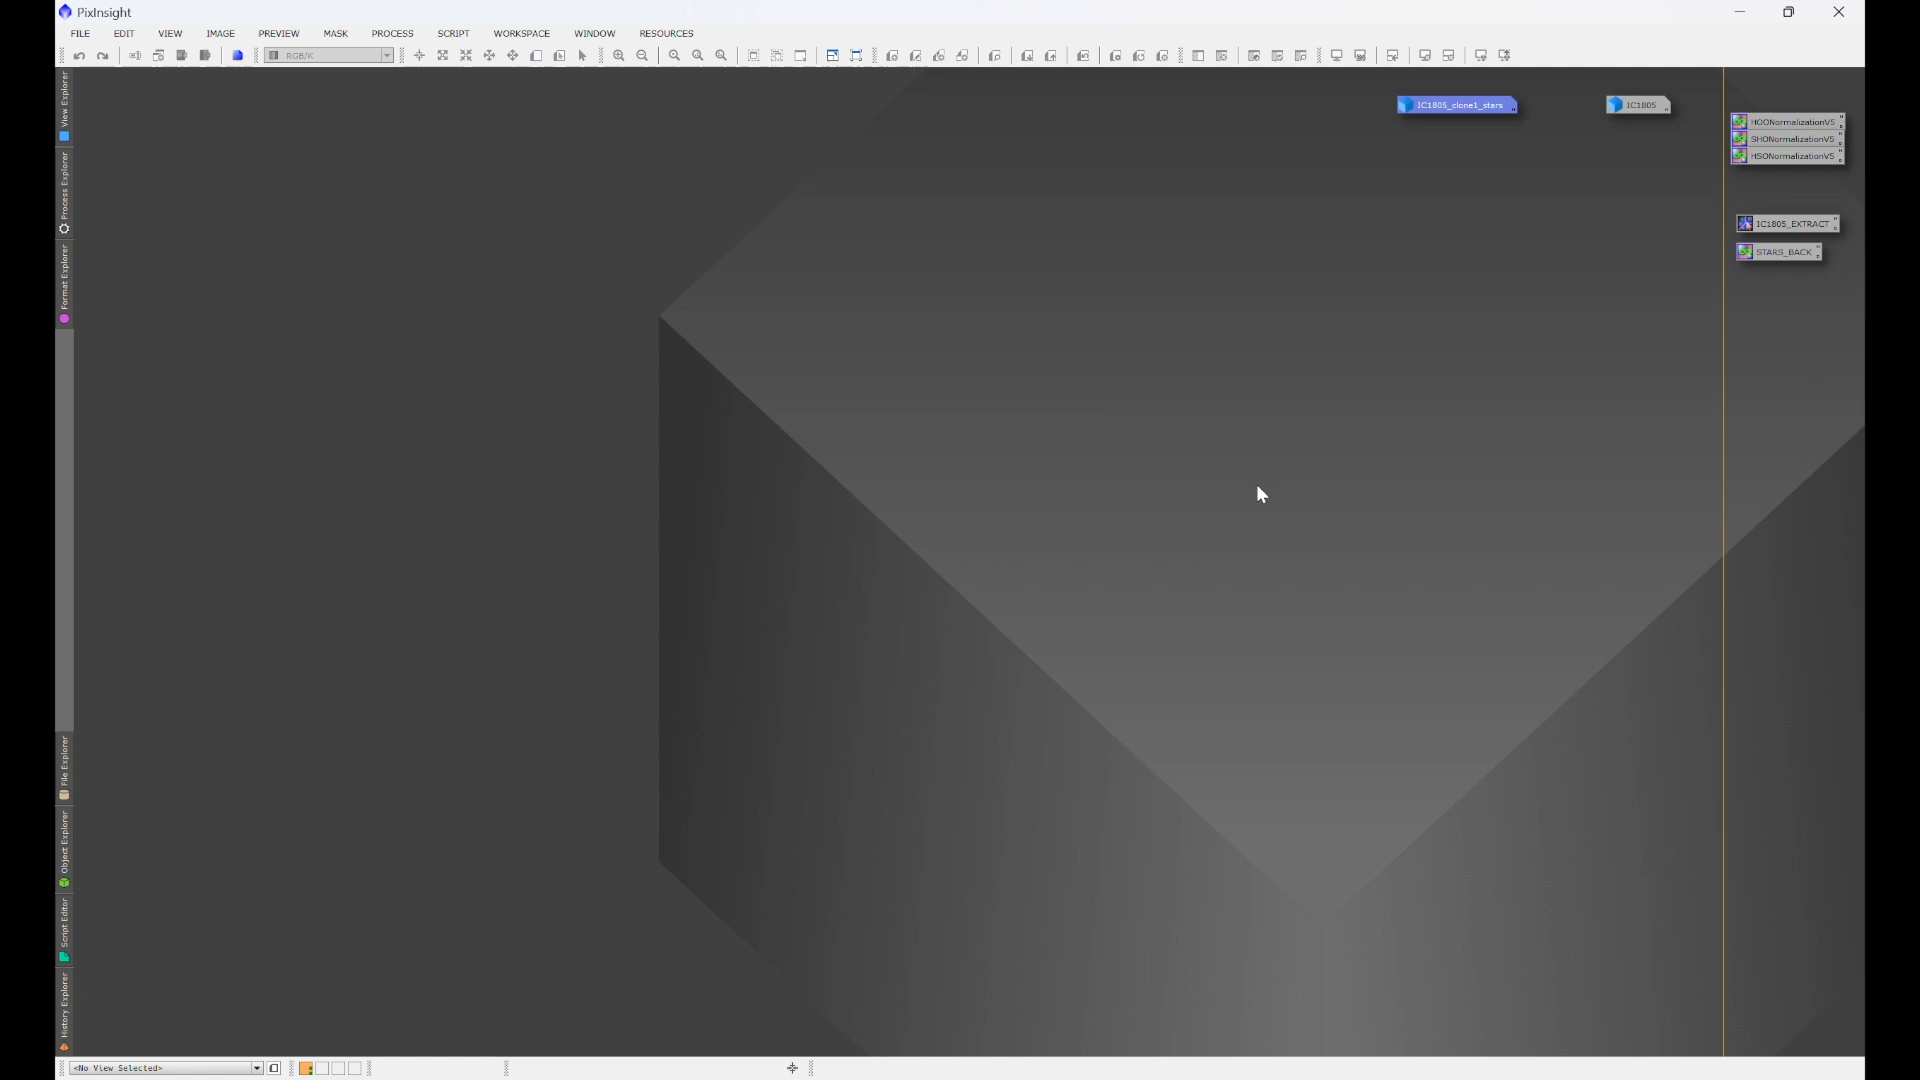 PixInsight
FILE EDIT VIEW IMAGE PREVIEW MASK PROCESS SCRIPT WORKSPACE WINDOW RESOURCES
RGB/K
View Explorer
Process Explorer
Format Explorer
File Explorer
Object Explorer
Script Editor
History Explorer
IC1805_clone1_stars
IC1805
HOONormalizationV5
SHONormalizationV5
HSONormalizationV5
IC1805_EXTRACT
STARS_BACK
<No View Selected>